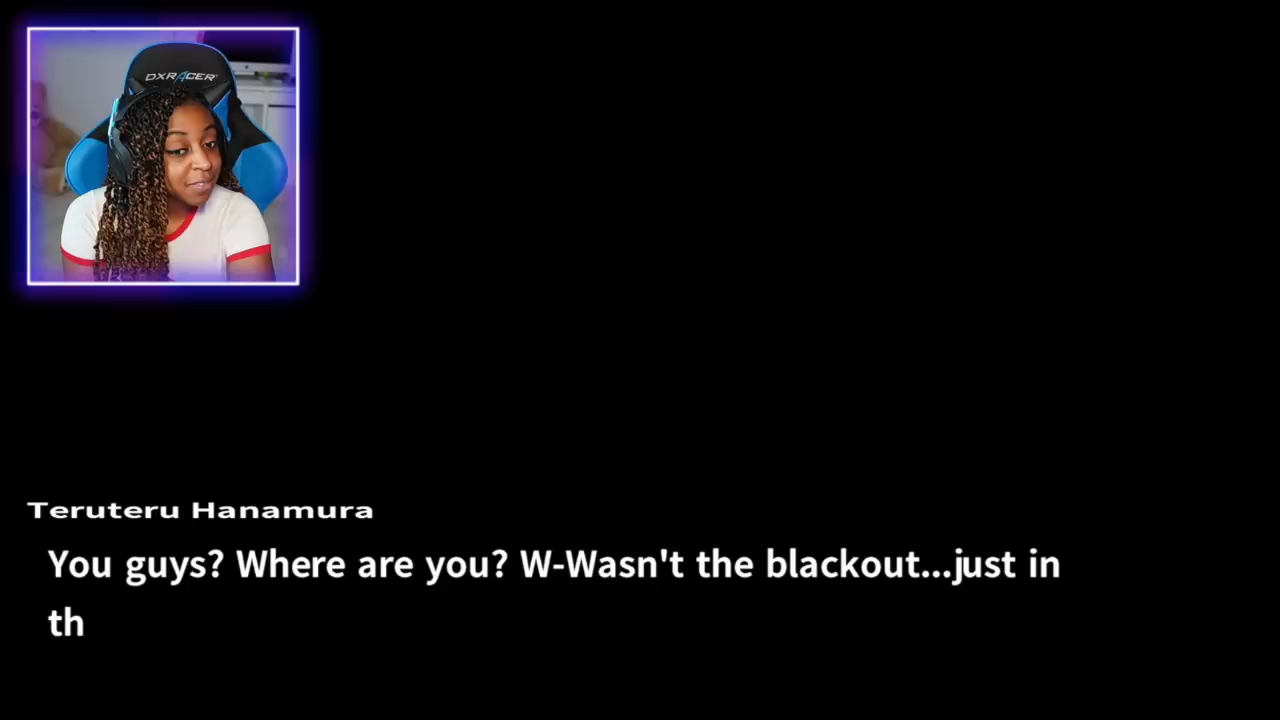 DXRACER
Teruteru Hanamura
You guys? Where are you? W-Wasn't the blackout...just in
th